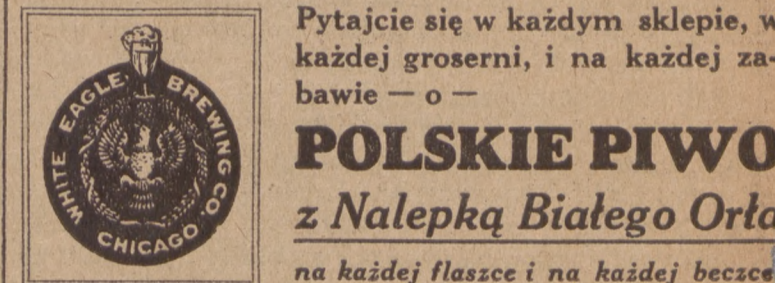 WHITE EAGLE BREWING CO.
CHICAGO
Pytajcie się w każdym sklepie, w
każdej groserni, i na każdej za-
bawie — o —
POLSKIE PIWO
z Nalepką Białego Orła
na każdej flaszce i na każdej beczce